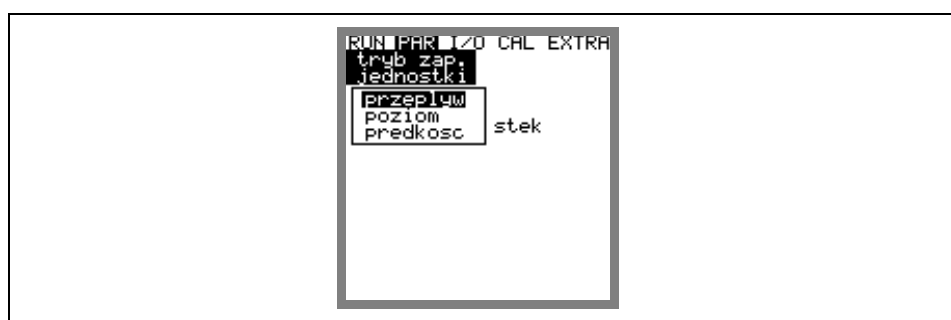 RUN PAR I/O CAL EXTRA
tryb zap.
jednostki
przeplyw
poziom
predkosc stek